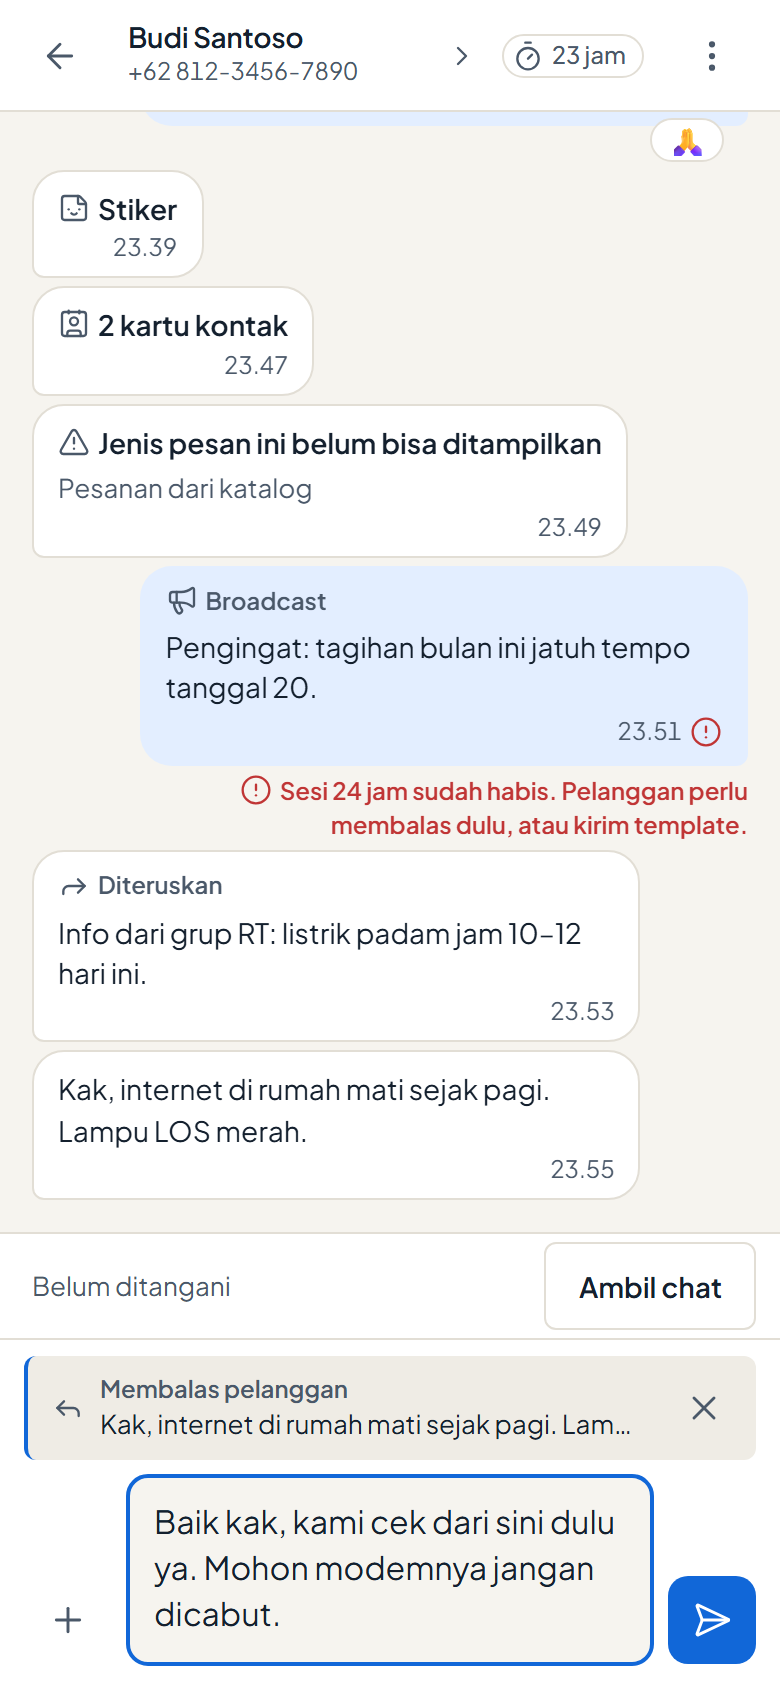 Budi Santoso
+62 812-3456-7890
23 jam
🙏
Stiker
23.39
2 kartu kontak
23.47
Jenis pesan ini belum bisa ditampilkan
Pesanan dari katalog
23.49
Broadcast
Pengingat: tagihan bulan ini jatuh tempo
tanggal 20.
23.51
Sesi 24 jam sudah habis. Pelanggan perlu
membalas dulu, atau kirim template.
Diteruskan
Info dari grup RT: listrik padam jam 10–12
hari ini.
23.53
Kak, internet di rumah mati sejak pagi.
Lampu LOS merah.
23.55
Belum ditangani
Ambil chat
Membalas pelanggan
Kak, internet di rumah mati sejak pagi. Lam...
Baik kak, kami cek dari sini dulu
ya. Mohon modemnya jangan
dicabut.